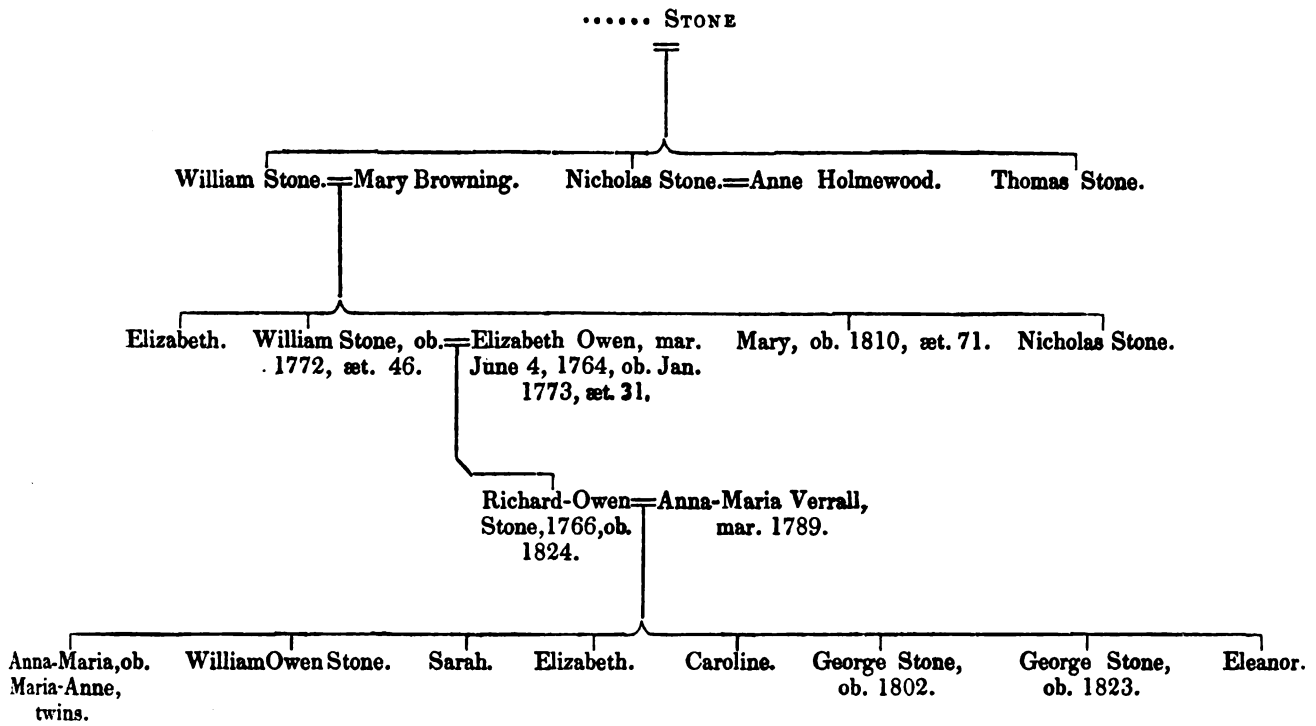 ...... STONE
William Stone.=Mary Browning.
Nicholas Stone.=Anne Holmewood.
Thomas Stone.
Elizabeth.
William Stone, ob.
1772, æt. 46.
=Elizabeth Owen, mar.
June 4, 1764, ob. Jan.
1773, æt. 31.
Mary, ob. 1810, æt. 71.
Nicholas Stone.
Richard-Owen
Stone, 1766, ob.
1824.
=Anna-Maria Verrall,
mar. 1789.
Anna-Maria, ob.
Maria-Anne,
twins.
William Owen Stone.
Sarah.
Elizabeth.
Caroline.
George Stone,
ob. 1802.
George Stone,
ob. 1823.
Eleanor.